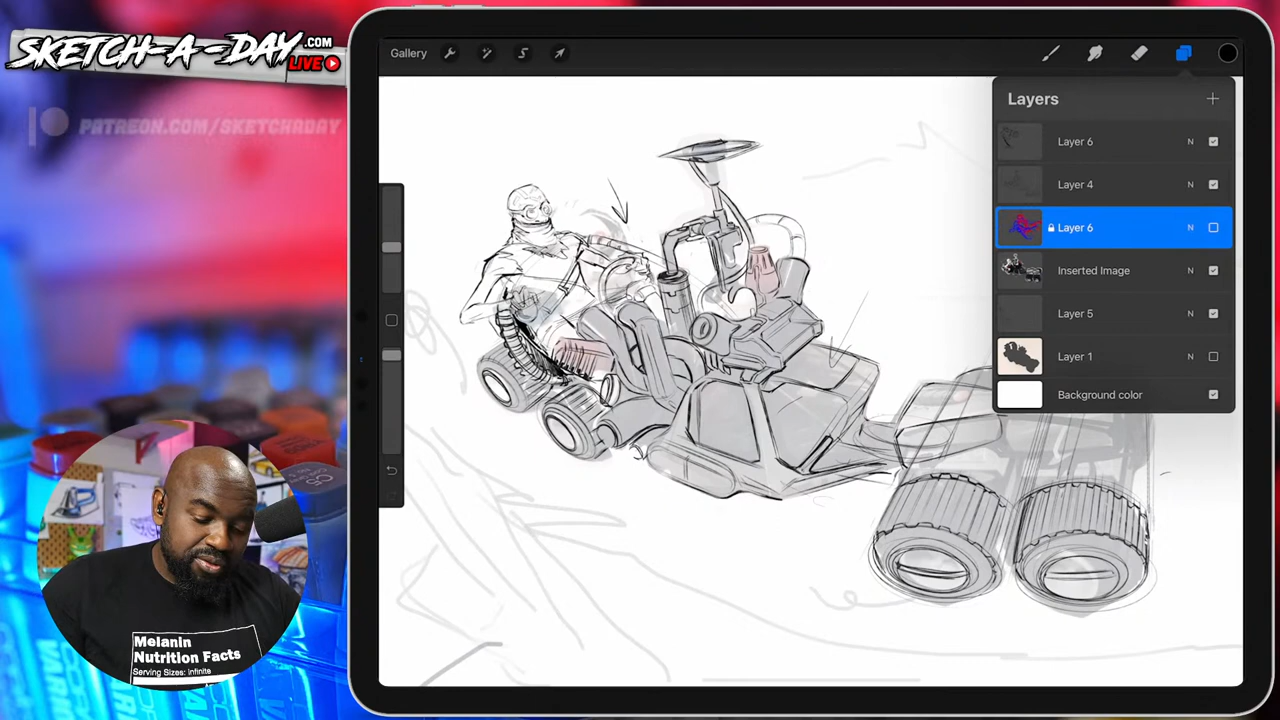 SKETCH-A-DAY.COM
LIVE
PATREON.COM/SKETCHADAY
Gallery
Layers
Layer 6 N
Layer 4 N
Layer 6 N
Inserted Image N
Layer 5 N
Layer 1 N
Background color
Melanin
Nutrition Facts
Serving Sizes: Infinite